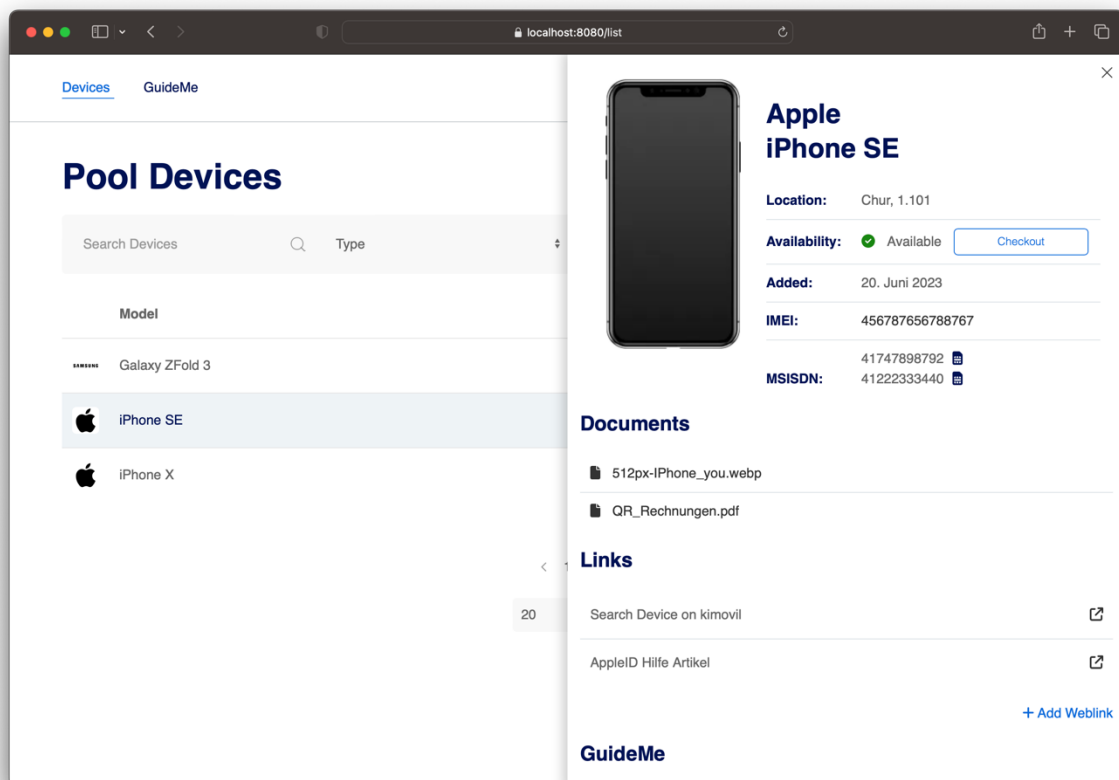 localhost:8080/list
Devices GuideMe
Pool Devices
Search Devices Type
Model
SAMSUNG Galaxy ZFold 3
iPhone SE
iPhone X
1
20
Apple
iPhone SE
Location: Chur, 1.101
Availability: Available Checkout
Added: 20. Juni 2023
IMEI: 456787656788767
41747898792
MSISDN: 41222333440
Documents
512px-IPhone_you.webp
QR_Rechnungen.pdf
Links
Search Device on kimovil
AppleID Hilfe Artikel
+ Add Weblink
GuideMe